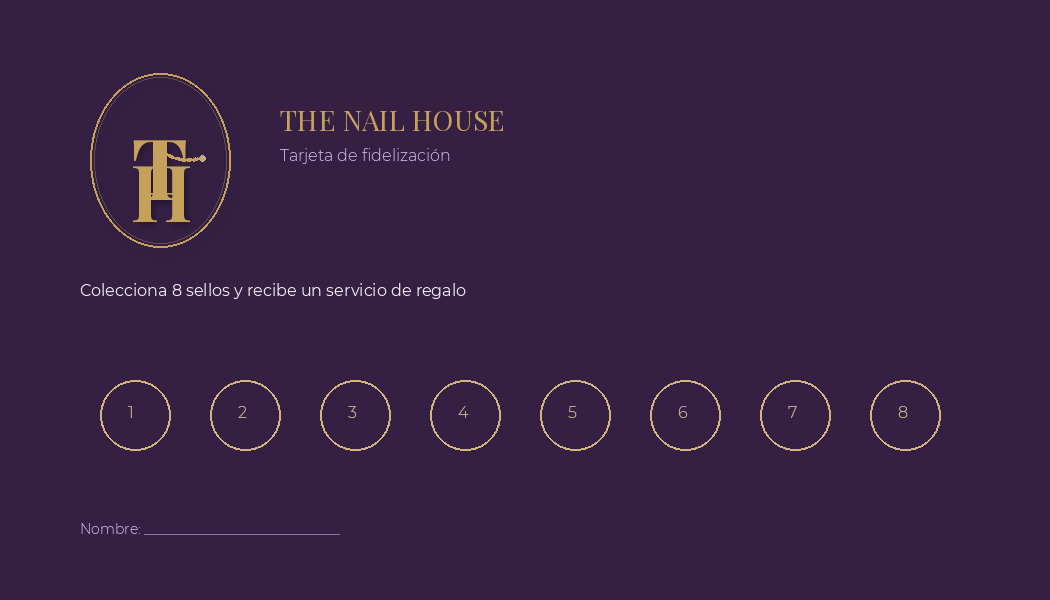 TH
THE NAIL HOUSE
Tarjeta de fidelización
Colecciona 8 sellos y recibe un servicio de regalo
1 2 3 4 5 6 7 8
Nombre: ____________________